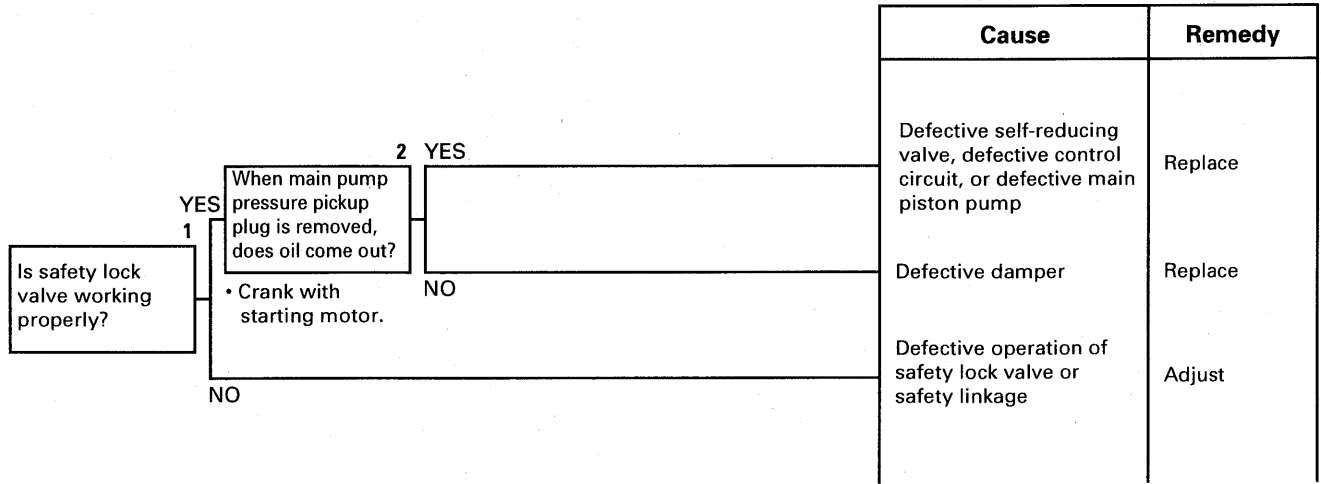 Cause
Remedy
2 YES
When main pump
pressure pickup
plug is removed,
does oil come out?
YES
1
Is safety lock
valve working
properly?
• Crank with
starting motor.
NO
NO
Defective self-reducing
valve, defective control
circuit, or defective main
piston pump
Replace
Defective damper
Replace
Defective operation of
safety lock valve or
safety linkage
Adjust